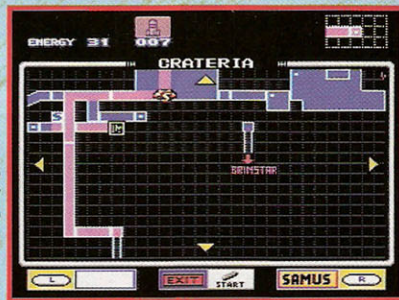 ENERGY 31 007
CRATERIA
S
S
M
BRINSTAR
L EXIT START SAMUS R